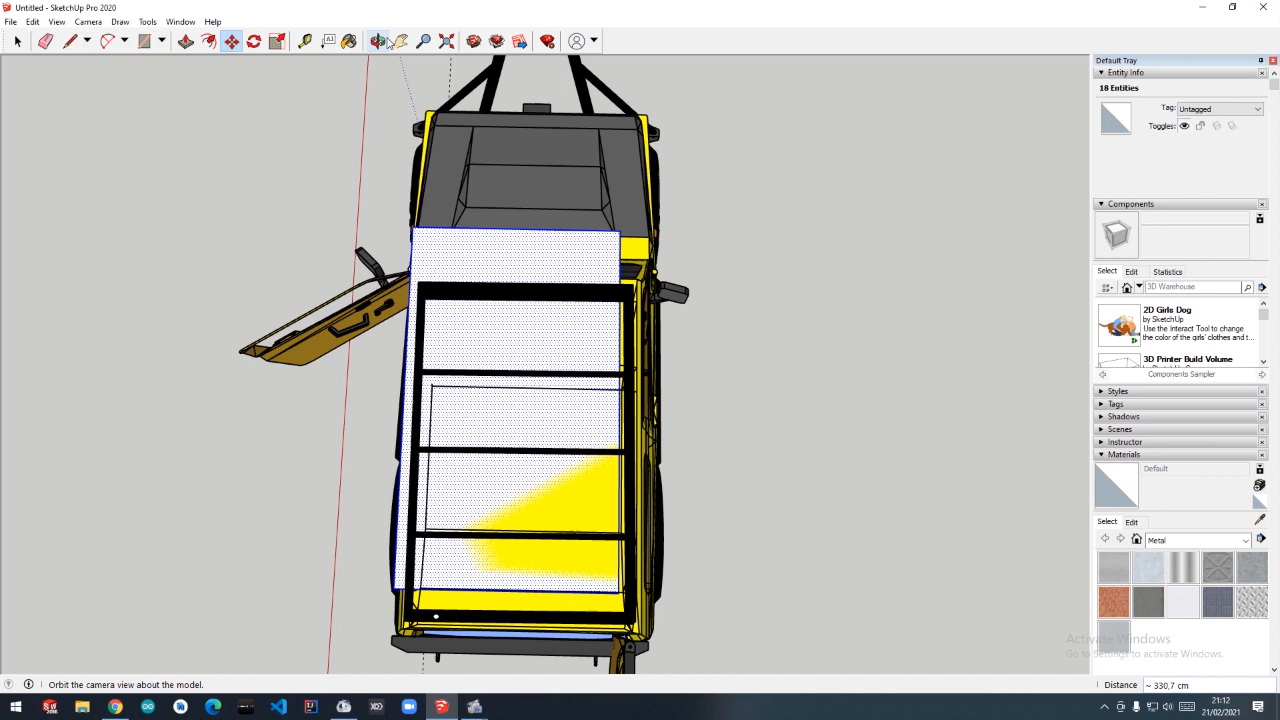 Untitled - SketchUp Pro 2020
File Edit View Camera Draw Tools Window Help
Default Tray
Entity Info
18 Entities
Tag: Untagged
Toggles:
Components
Select Edit Statistics
3D Warehouse
2D Girls Dog
by SketchUp
Use the Interact Tool to change
the color of the girls' clothes and t...
3D Printer Build Volume
Components Sampler
Styles
Tags
Shadows
Scenes
Instructor
Materials
Default
Select Edit
Metal
Activate Windows
Go to Settings to activate Windows.
Orbit the camera view about the model.
Distance ~ 330,7 cm
21:12
21/02/2021